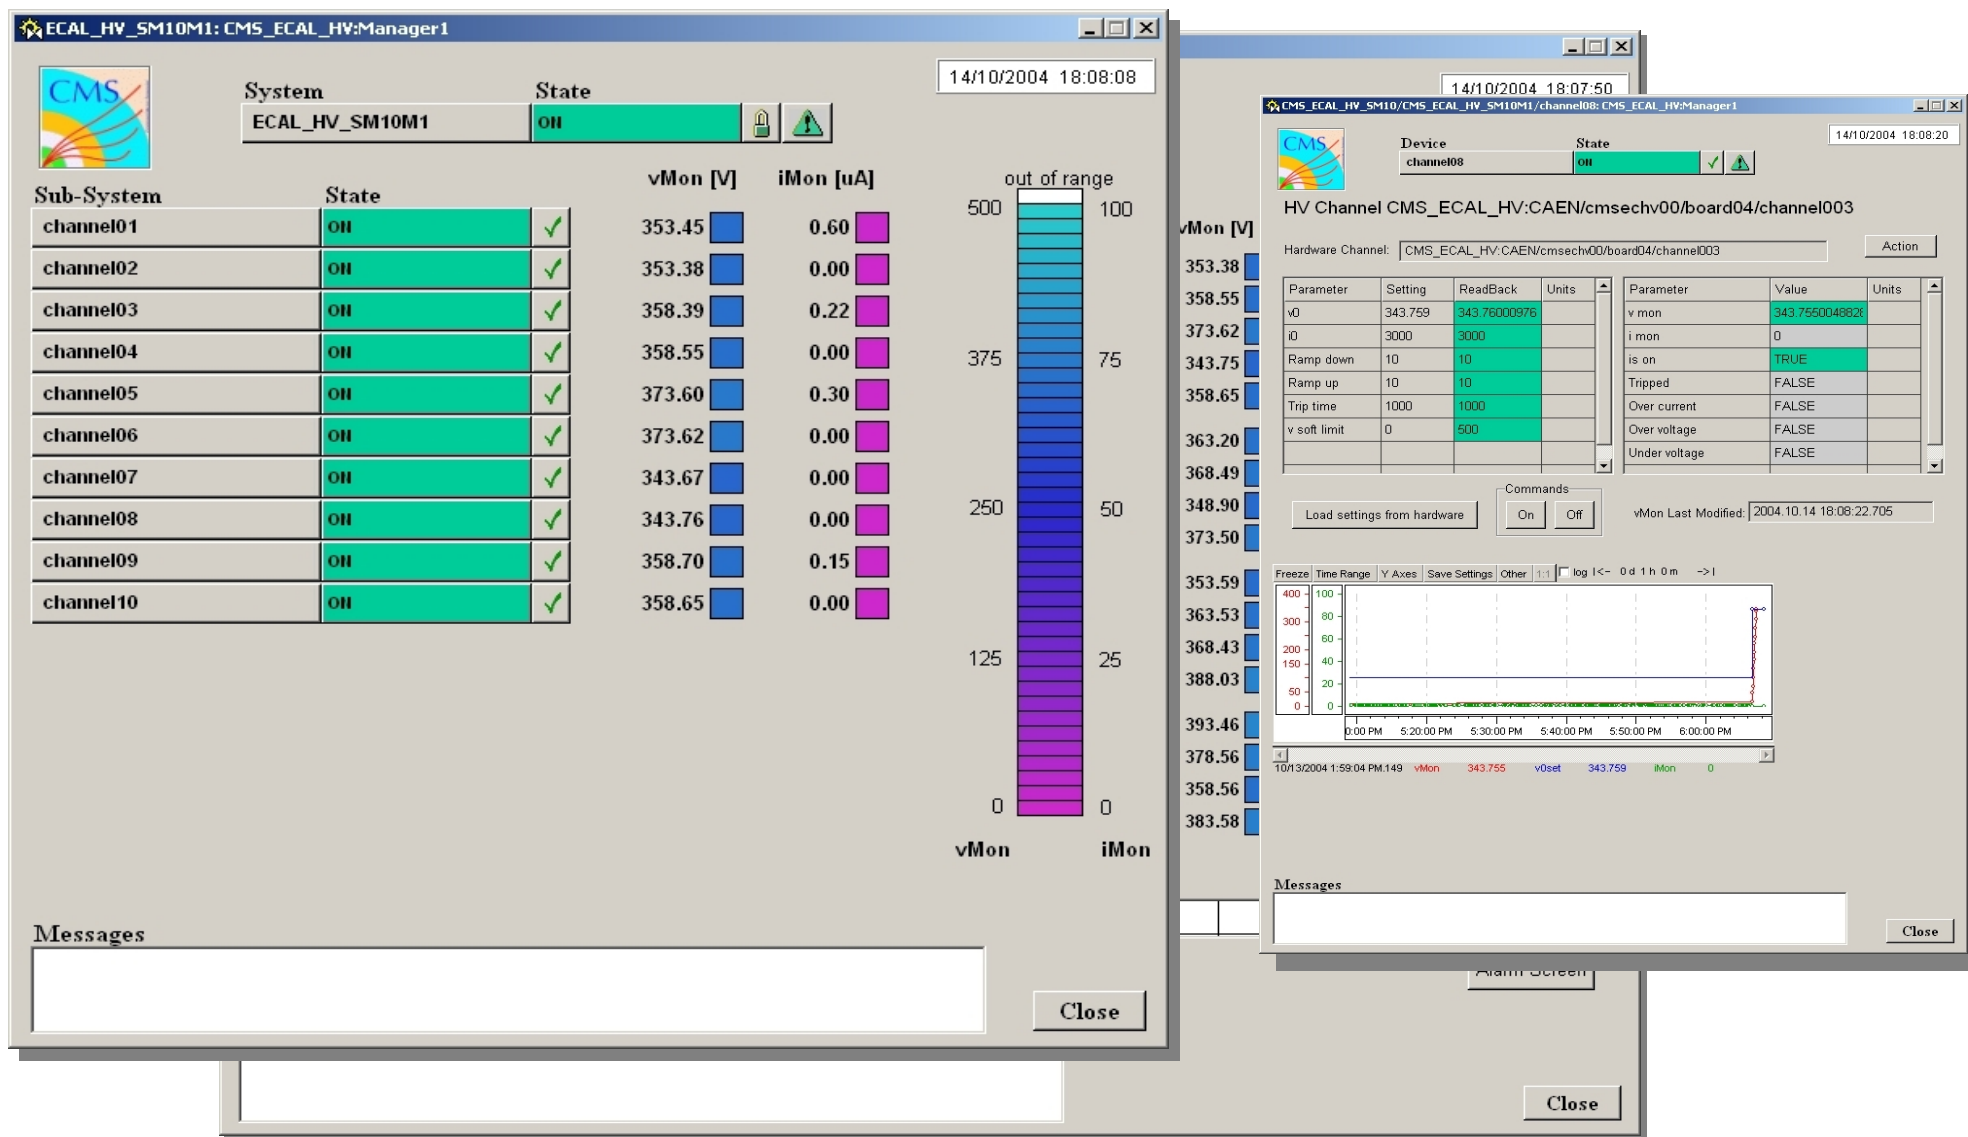 ECAL_HV_SM10M1: CMS_ECAL_HV:Manager1
14/10/2004 18:08:08
CMS
System State
ECAL_HV_SM10M1 ON
vMon [V] iMon [uA]
Sub-System State
channel01 ON 353.45 0.60
channel02 ON 353.38 0.00
channel03 ON 358.39 0.22
channel04 ON 358.55 0.00
channel05 ON 373.60 0.30
channel06 ON 373.62 0.00
channel07 ON 343.67 0.00
channel08 ON 343.76 0.00
channel09 ON 358.70 0.15
channel10 ON 358.65 0.00
out of range
500 100
375 75
250 50
125 25
0 0
vMon iMon
Messages
Close
14/10/2004 18:07:50
vMon [V]
353.38
358.55
373.62
343.75
358.65
363.20
368.49
348.90
373.50
353.59
363.53
368.43
388.03
393.46
378.56
358.56
383.58
Alarm Screen
Close
CMS_ECAL_HV_SM10/CMS_ECAL_HV_SM10M1/channel08: CMS_ECAL_HV:Manager1
14/10/2004 18:08:20
CMS
Device State
channel08 ON
HV Channel CMS_ECAL_HV:CAEN/cmsechv00/board04/channel003
Hardware Channel: CMS_ECAL_HV:CAEN/cmsechv00/board04/channel003 Action
Parameter Setting ReadBack Units
v0 343.759 343.76000976
i0 3000 3000
Ramp down 10 10
Ramp up 10 10
Trip time 1000 1000
v soft limit 0 500
Parameter Value Units
v mon 343.7550048828
i mon 0
is on TRUE
Tripped FALSE
Over current FALSE
Over voltage FALSE
Under voltage FALSE
Load settings from hardware
Commands
On Off
vMon Last Modified: 2004.10.14 18:08:22.705
Freeze Time Range Y Axes Save Settings Other 1:1 log |<- 0 d 1 h 0 m ->|
400 100
300 80
60
200
150 40
50 20
0 0
0:00 PM 5:20:00 PM 5:30:00 PM 5:40:00 PM 5:50:00 PM 6:00:00 PM
10/13/2004 1:59:04 PM.149 vMon 343.755 v0set 343.759 iMon 0
Messages
Close